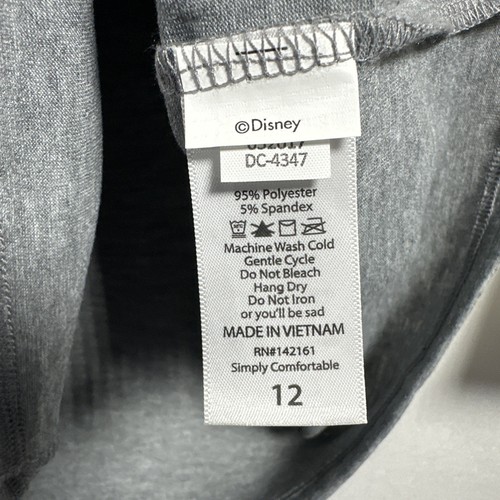 ©Disney
032017
DC-4347
95% Polyester
5% Spandex
Machine Wash Cold
Gentle Cycle
Do Not Bleach
Hang Dry
Do Not Iron
or you'll be sad
MADE IN VIETNAM
RN#142161
Simply Comfortable
12